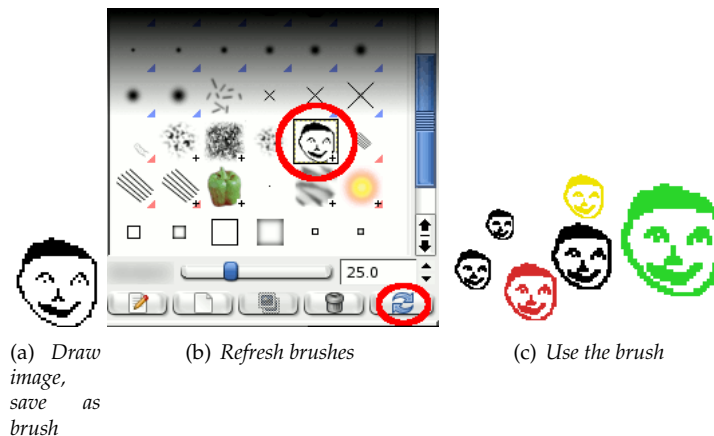 25.0
(a) Draw
image,
save as
brush
(b) Refresh brushes
(c) Use the brush